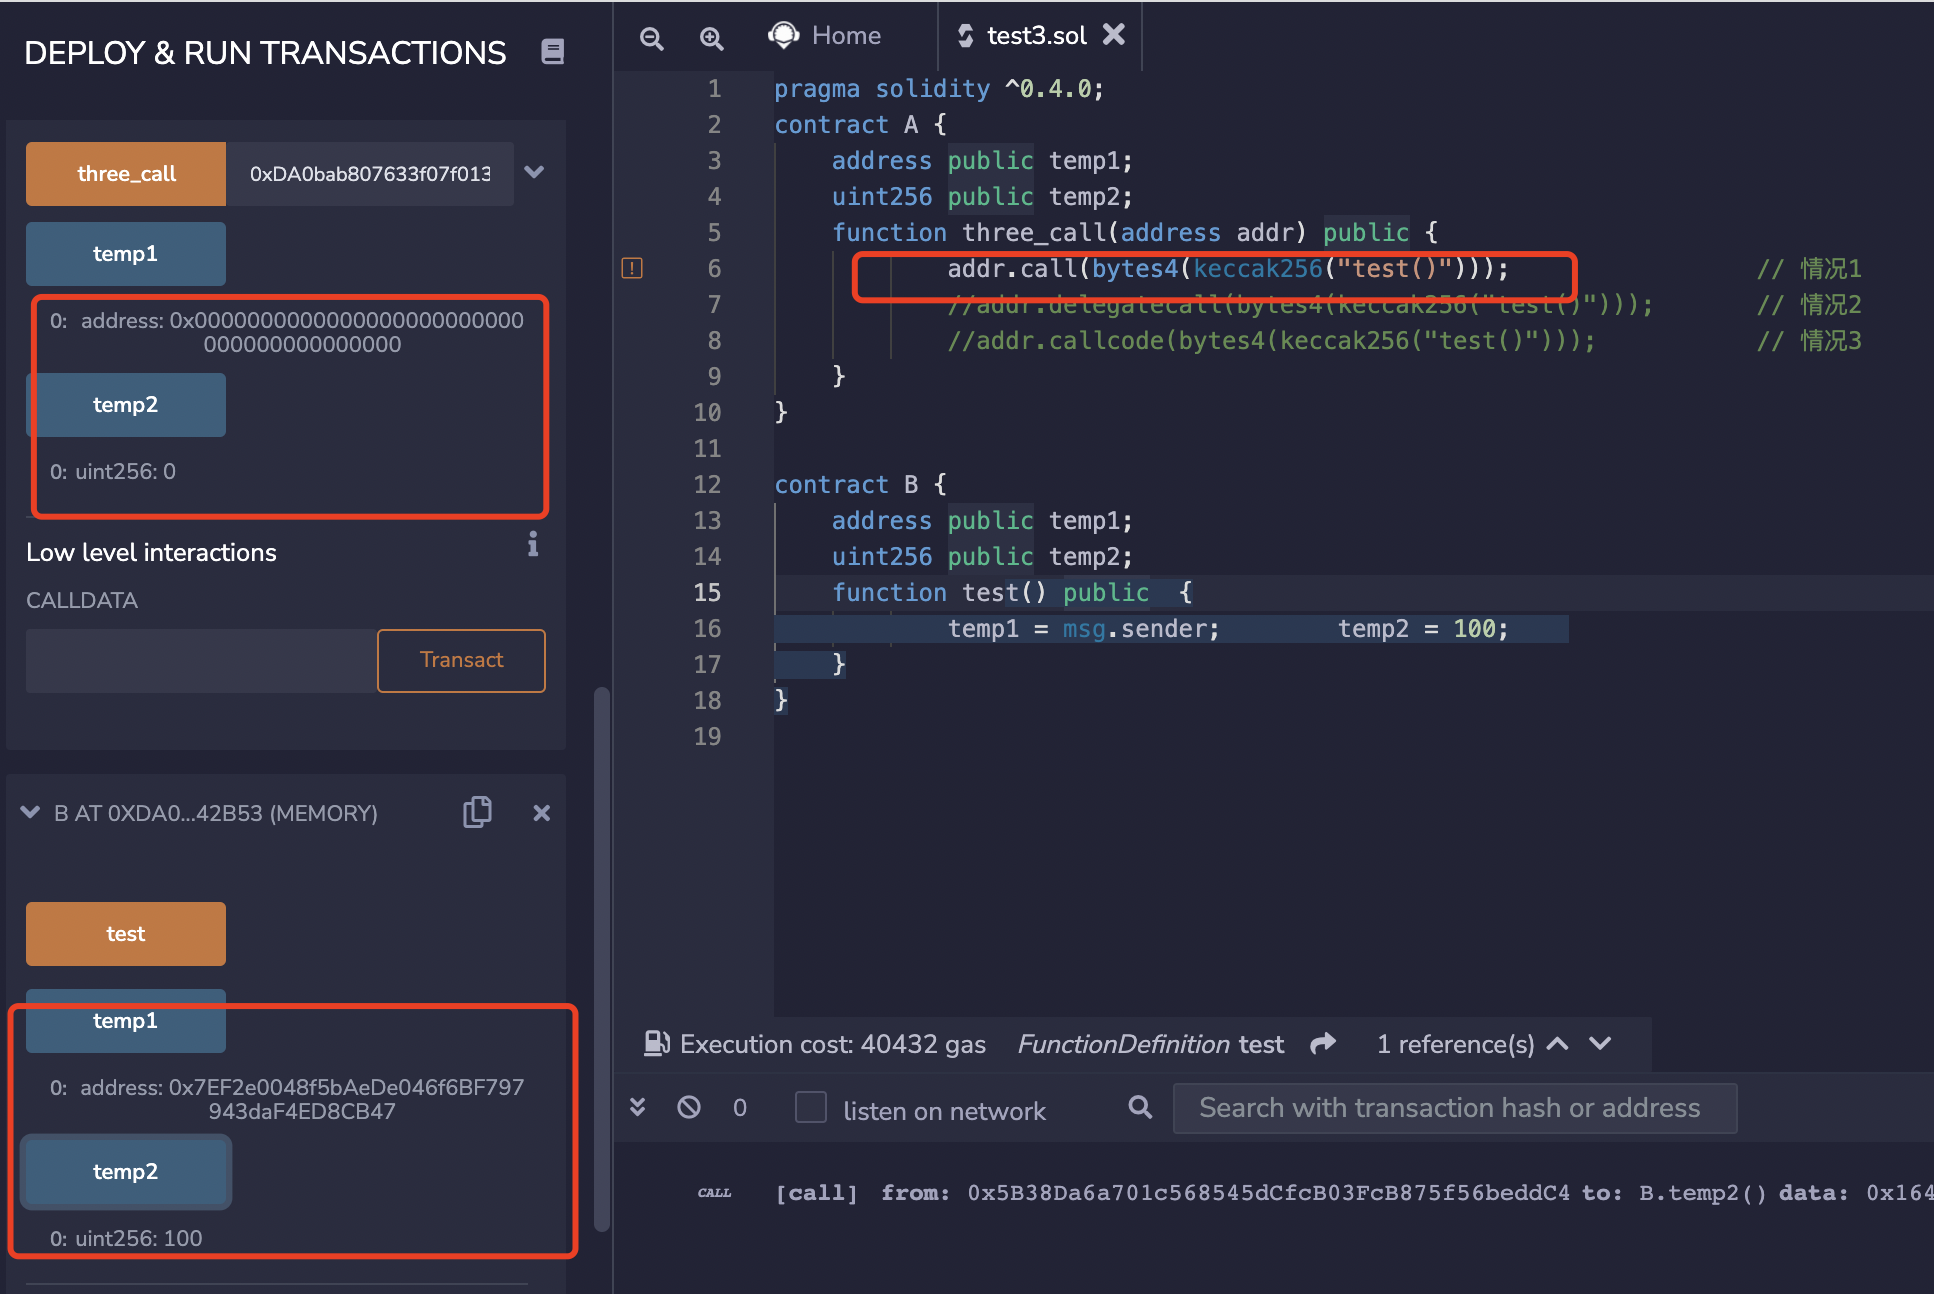 DEPLOY & RUN TRANSACTIONS
three_call 0xDA0bab807633f07f013
temp1
0: address: 0x0000000000000000000000000
000000000000000
temp2
0: uint256: 0
Low level interactions
CALLDATA
Transact
B AT 0XDA0...42B53 (MEMORY)
test
temp1
0: address: 0x7EF2e0048f5bAeDe046f6BF797
943daF4ED8CB47
temp2
0: uint256: 100
Home test3.sol
1 pragma solidity ^0.4.0;
2 contract A {
3 address public temp1;
4 uint256 public temp2;
5 function three_call(address addr) public {
6 addr.call(bytes4(keccak256("test()"))); // 情况1
7 //addr.delegatecall(bytes4(keccak256("test()"))); // 情况2
8 //addr.callcode(bytes4(keccak256("test()"))); // 情况3
9 }
10 }
11
12 contract B {
13 address public temp1;
14 uint256 public temp2;
15 function test() public {
16 temp1 = msg.sender; temp2 = 100;
17 }
18 }
19
Execution cost: 40432 gas FunctionDefinition test 1 reference(s)
0 listen on network Search with transaction hash or address
CALL [call] from: 0x5B38Da6a701c568545dCfcB03FcB875f56beddC4 to: B.temp2() data: 0x164